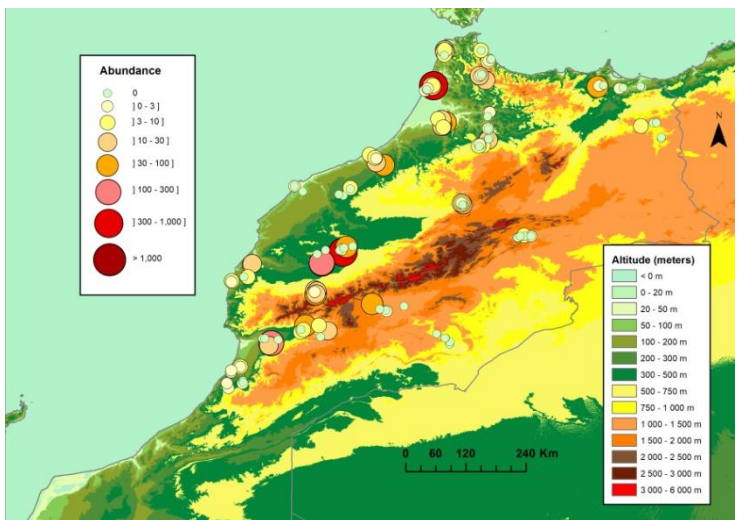 Abundance
0
] 0 - 3 ]
] 3 - 10 ]
] 10 - 30 ]
] 30 - 100 ]
] 100 - 300 ]
] 300 - 1,000 ]
> 1,000
N
Altitude (meters)
< 0 m
0 - 20 m
20 - 50 m
50 - 100 m
100 - 200 m
200 - 300 m
300 - 500 m
500 - 750 m
750 - 1 000 m
1 000 - 1 500 m
1 500 - 2 000 m
2 000 - 2 500 m
2 500 - 3 000 m
3 000 - 6 000 m
0 60 120 240 Km